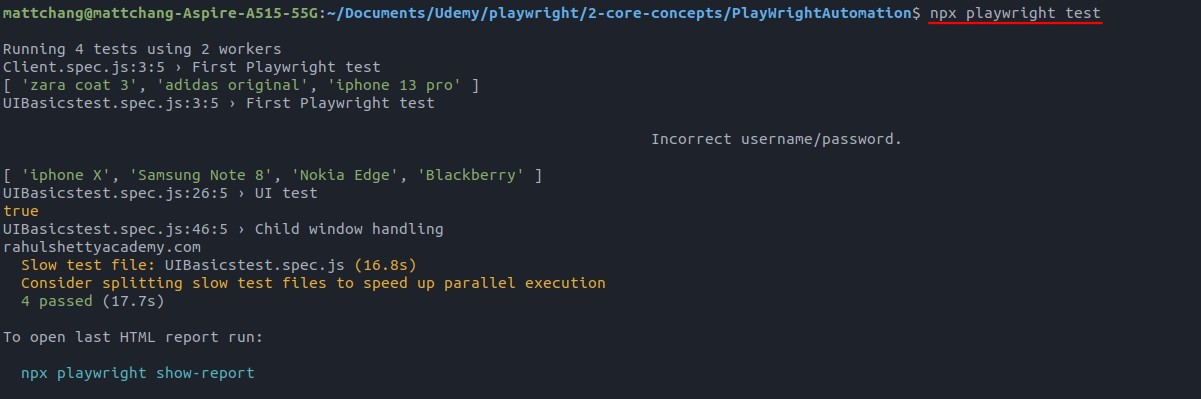 mattchang@mattchang-Aspire-A515-55G:~/Documents/Udemy/playwright/2-core-concepts/PlayWrightAutomation$ npx playwright test
Running 4 tests using 2 workers
Client.spec.js:3:5 › First Playwright test
[ 'zara coat 3', 'adidas original', 'iphone 13 pro' ]
UIBasicstest.spec.js:3:5 › First Playwright test
Incorrect username/password.
[ 'iphone X', 'Samsung Note 8', 'Nokia Edge', 'Blackberry' ]
UIBasicstest.spec.js:26:5 › UI test
true
UIBasicstest.spec.js:46:5 › Child window handling
rahulshettyacademy.com
Slow test file: UIBasicstest.spec.js (16.8s)
Consider splitting slow test files to speed up parallel execution
4 passed (17.7s)
To open last HTML report run:
npx playwright show-report